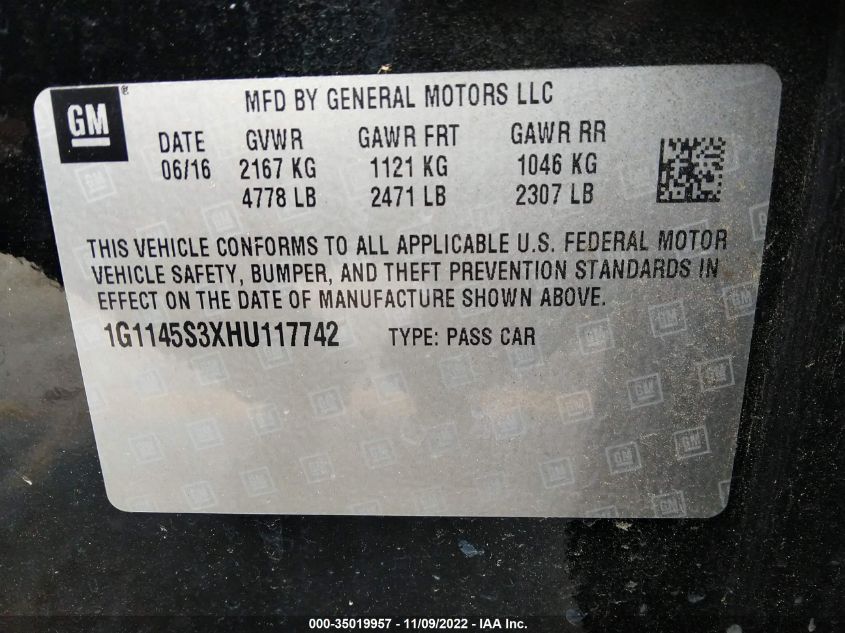 GM ®
MFD BY GENERAL MOTORS LLC
DATE GVWR GAWR FRT GAWR RR
06/16 2167 KG 1121 KG 1046 KG
4778 LB 2471 LB 2307 LB
THIS VEHICLE CONFORMS TO ALL APPLICABLE U.S. FEDERAL MOTOR
VEHICLE SAFETY, BUMPER, AND THEFT PREVENTION STANDARDS IN
EFFECT ON THE DATE OF MANUFACTURE SHOWN ABOVE.
1G1145S3XHU117742 TYPE: PASS CAR
000-35019957 - 11/09/2022 - IAA Inc.